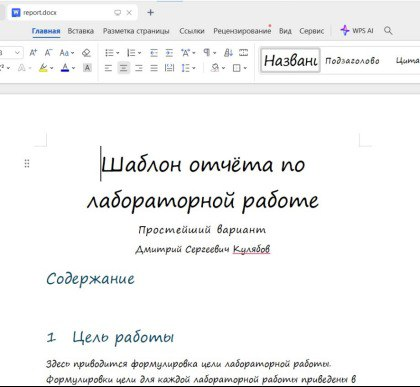 report.docx
Главная Вставка Разметка страницы Ссылки Рецензирование Вид Сервис WPS AI
Названи Подзаголово Цита
Шаблон отчёта по
лабораторной работе
Простейший вариант
Дмитрий Сергеевич Кулябов
Содержание
1 Цель работы
Здесь приводится формулировка цели лабораторной работы.
Формулировки цели для каждой лабораторной работы приведены в